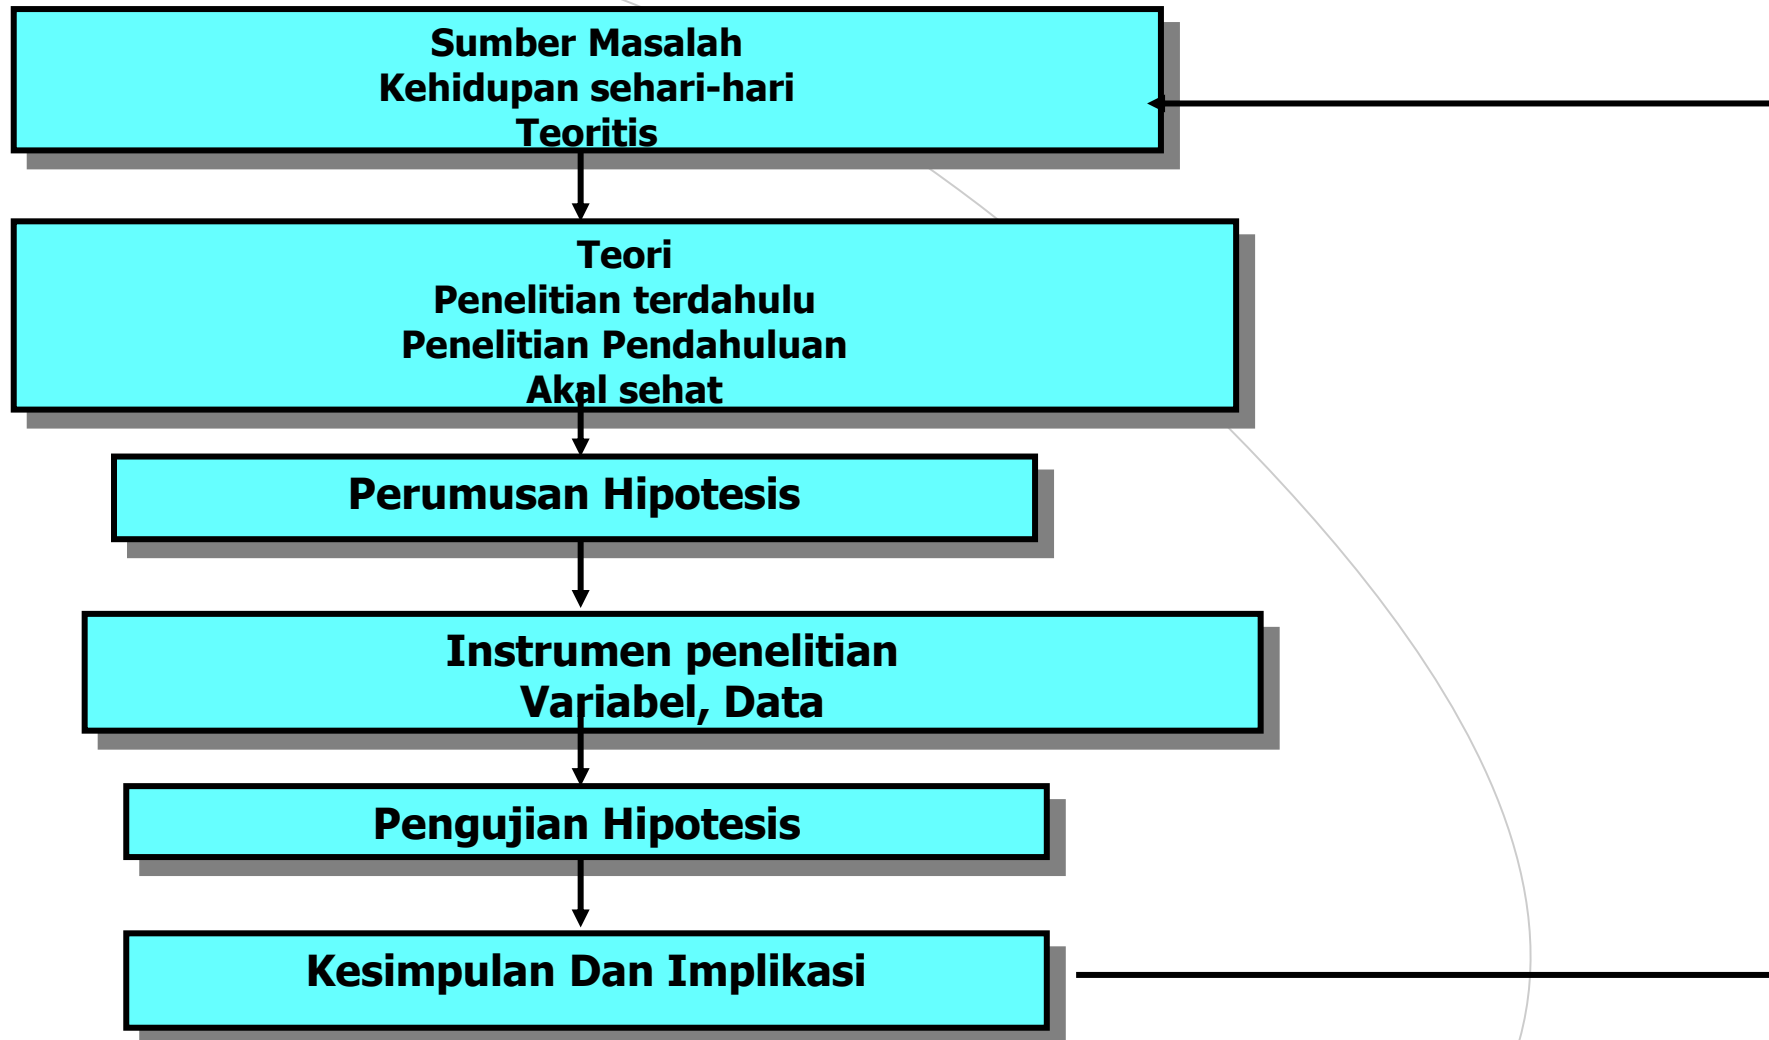 Sumber Masalah
Kehidupan sehari-hari
Teoritis
Teori
Penelitian terdahulu
Penelitian Pendahuluan
Akal sehat
Perumusan Hipotesis
Instrumen penelitian
Variabel, Data
Pengujian Hipotesis
Kesimpulan Dan Implikasi